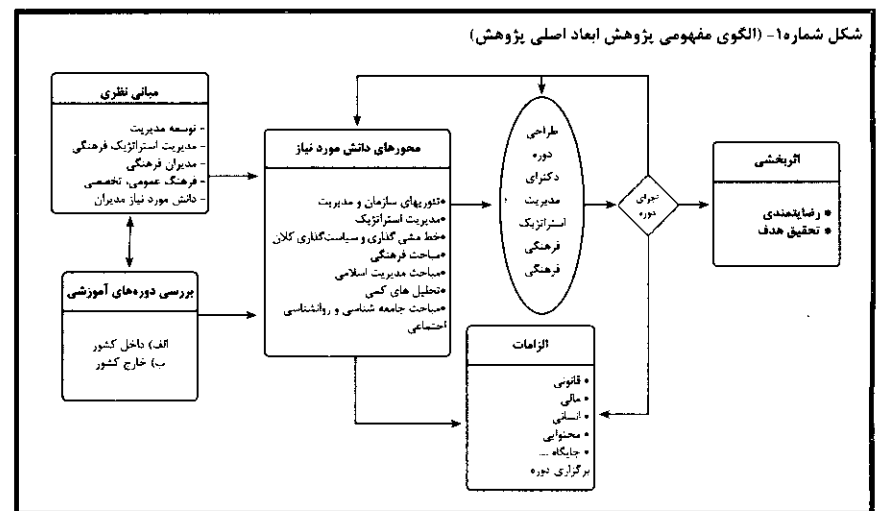 شکل شماره۱- (الگوی مفهومی پژوهش ابعاد اصلی پژوهش)
مبانی نظری
- توسعه مدیریت
- مدیریت استراتژیک فرهنگی
- مدیران فرهنگی
- فرهنگ عمومی، تخصصی
- دانش مورد نیاز مدیران
بررسی دوره‌های آموزشی
الف) داخل کشور
ب) خارج کشور
محورهای دانش مورد نیاز
•تئوریهای سازمان و مدیریت
•مدیریت استراتژیک
•خط مشی گذاری و سیاست‌گذاری کلان
•مباحث فرهنگی
•مباحث مدیریت اسلامی
•تحلیل های کمی
•مباحث جامعه شناسی و روانشناسی
اجتماعی
طراحی
دوره
دکترای
مدیریت
استراتژیک
فرهنگی
فرهنگی
اجرای
دوره
اثربخشی
• رضایتمندی
• تحقیق هدف
الزامات
• قانونی
• مالی
• انسانی
• محتوایی
• جایگاه ...
برگزاری دوره